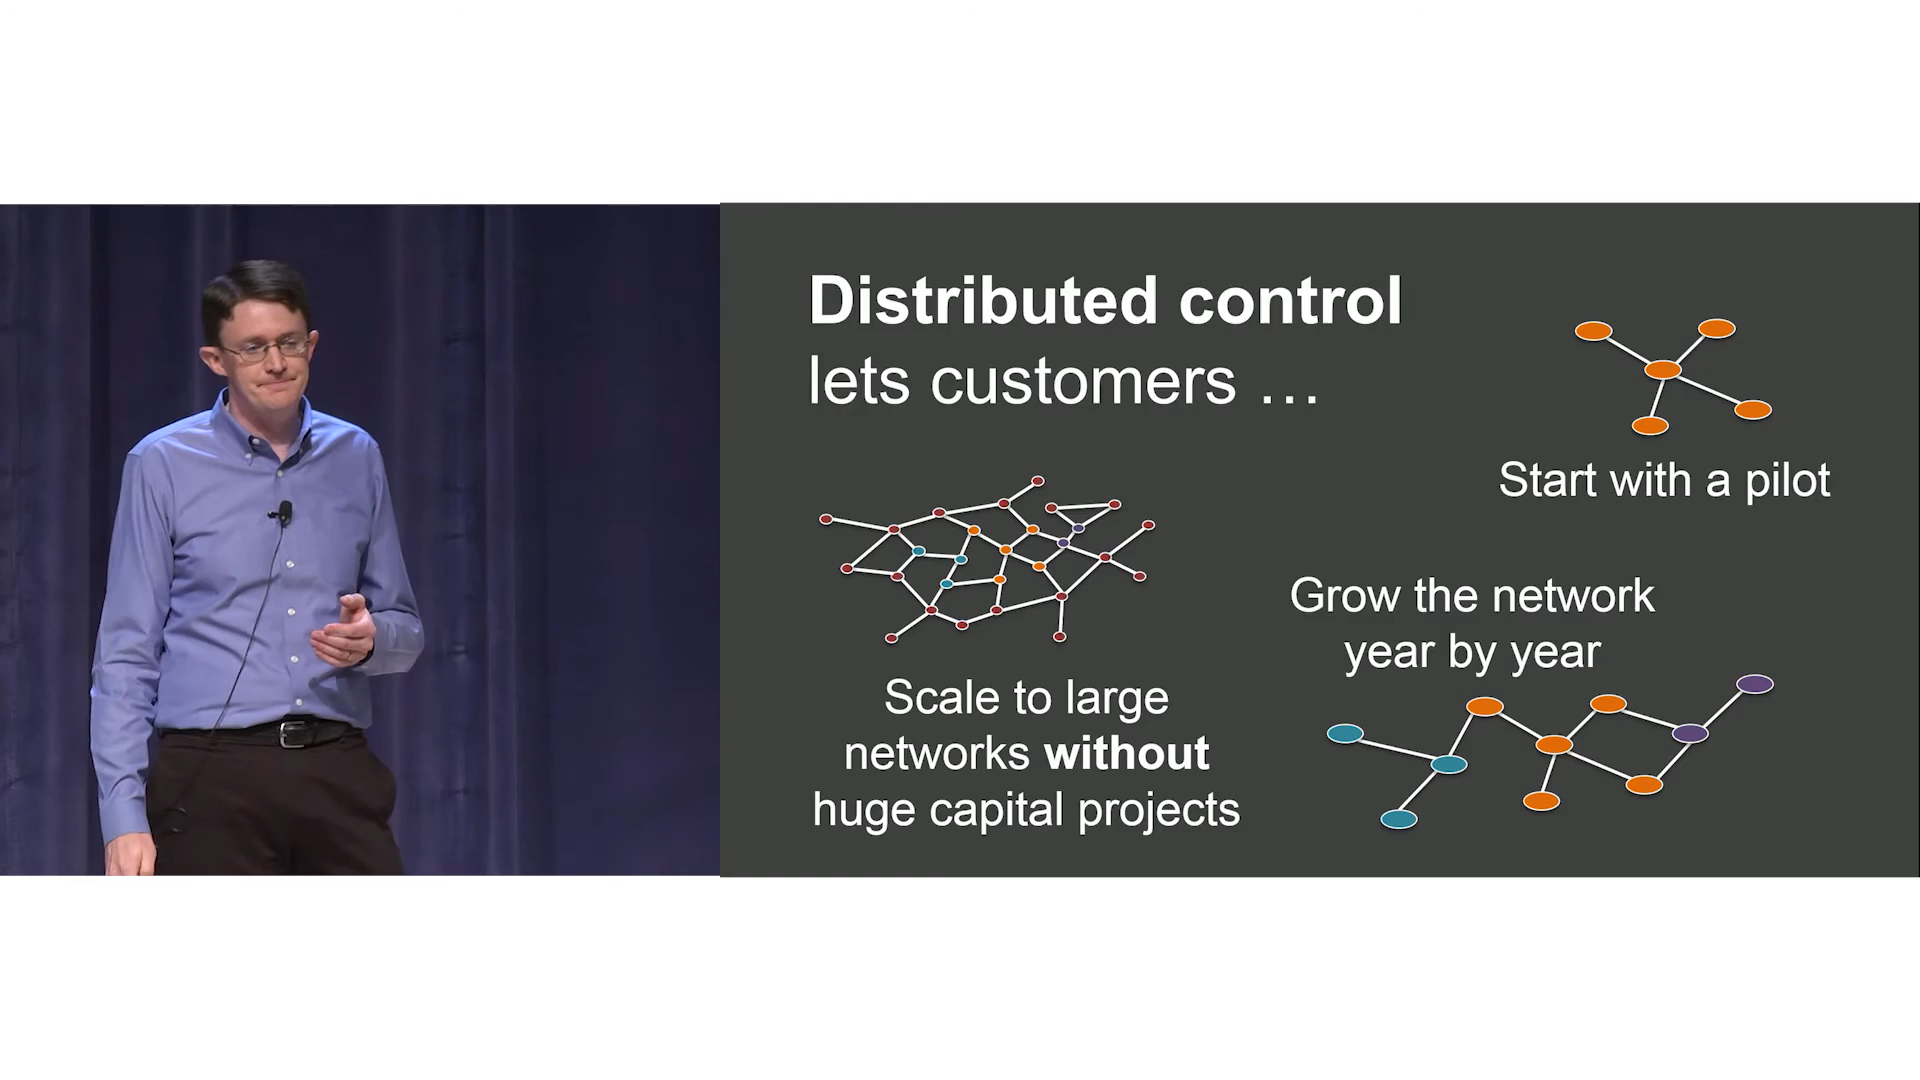 Distributed control
lets customers …
Start with a pilot
Grow the network
year by year
Scale to large
networks without
huge capital projects